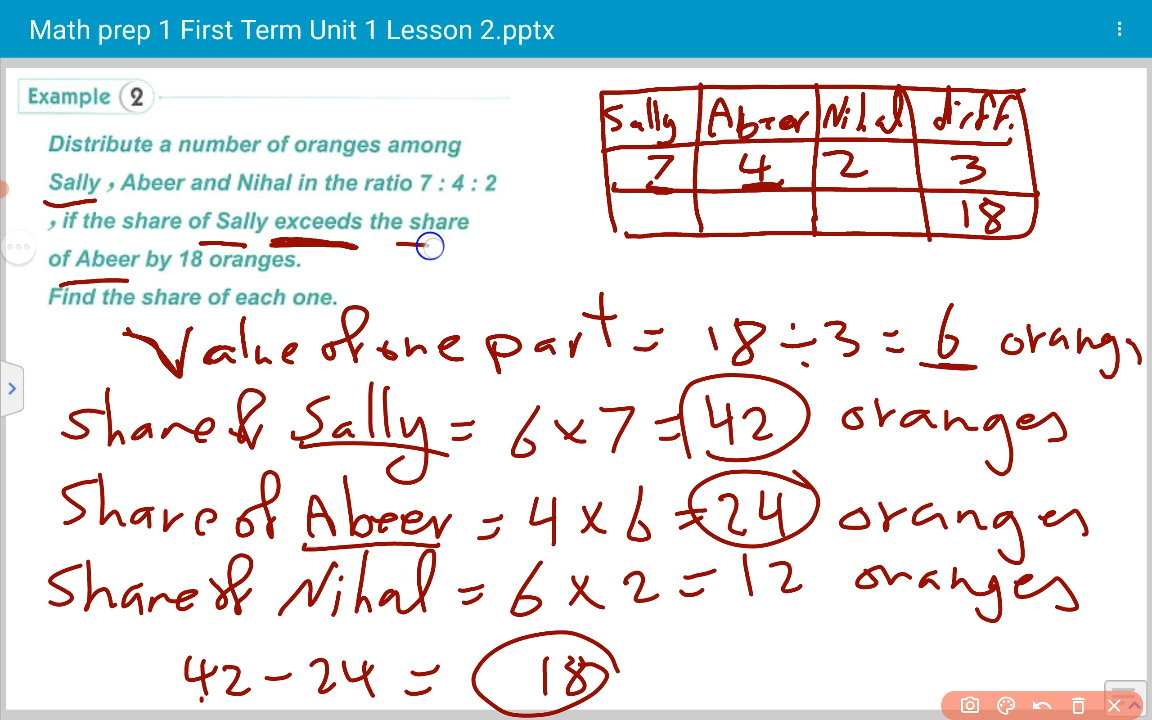 Math prep 1 First Term Unit 1 Lesson 2.pptx
Example 2
Distribute a number of oranges among
Sally , Abeer and Nihal in the ratio 7 : 4 : 2
, if the share of Sally exceeds the share
of Abeer by 18 oranges.
Find the share of each one.
Sally Abeer Nihal diff.
7 4 2 3
18
Value of one part = 18 ÷ 3 = 6 orang,
Share of Sally = 6 × 7 = 42 oranges
Share of Abeer = 4 × 6 = 24 oranges
Share of Nihal = 6 × 2 = 12 oranges
42 - 24 = 18